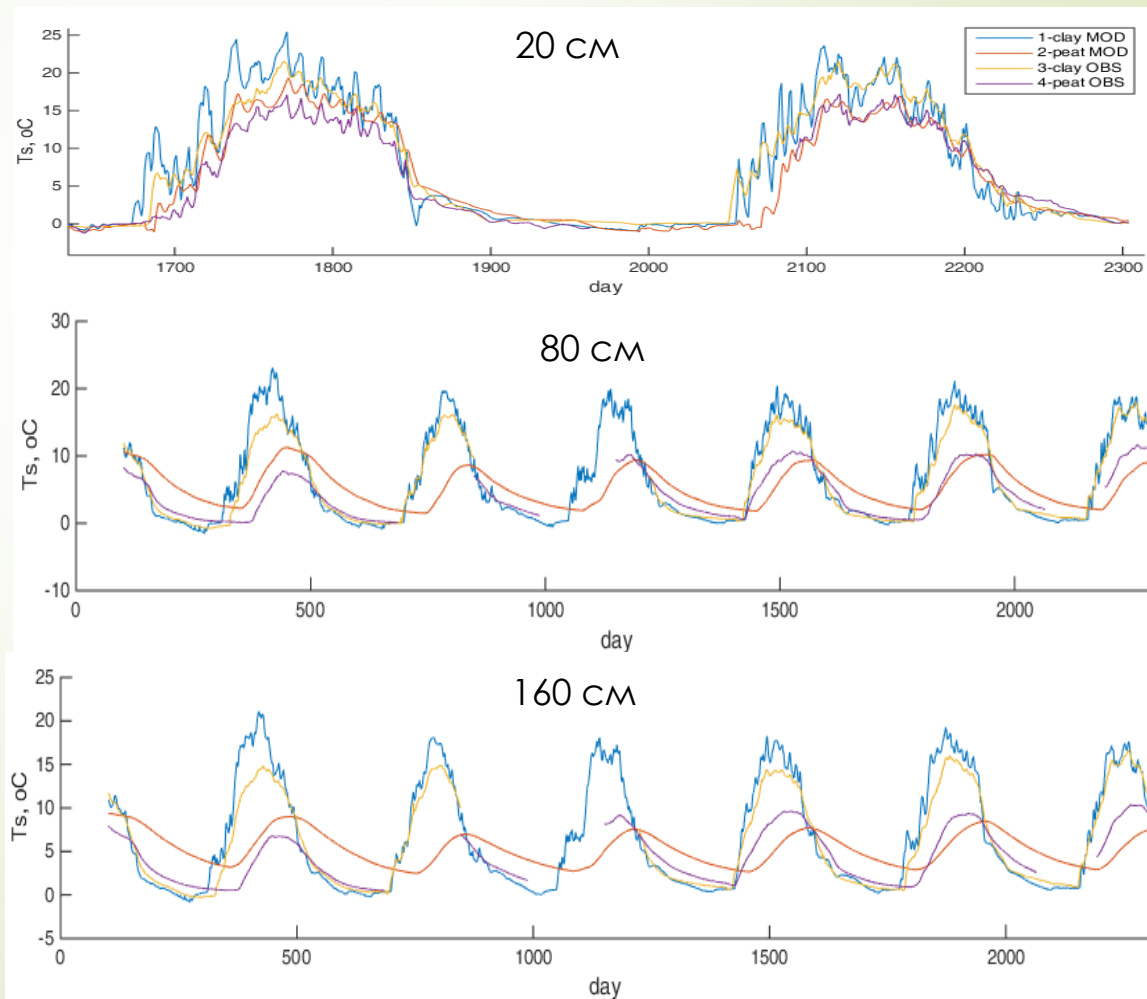 20 см
1-clay MOD
2-peat MOD
3-clay OBS
4-peat OBS
Ts, oC
25
20
15
10
5
0
1700 1800 1900 2000 2100 2200 2300
day
80 см
Ts, oC
30
20
10
0
-10
0 500 1000 1500 2000
day
160 см
Ts, oC
25
20
15
10
5
0
-5
0 500 1000 1500 2000
day